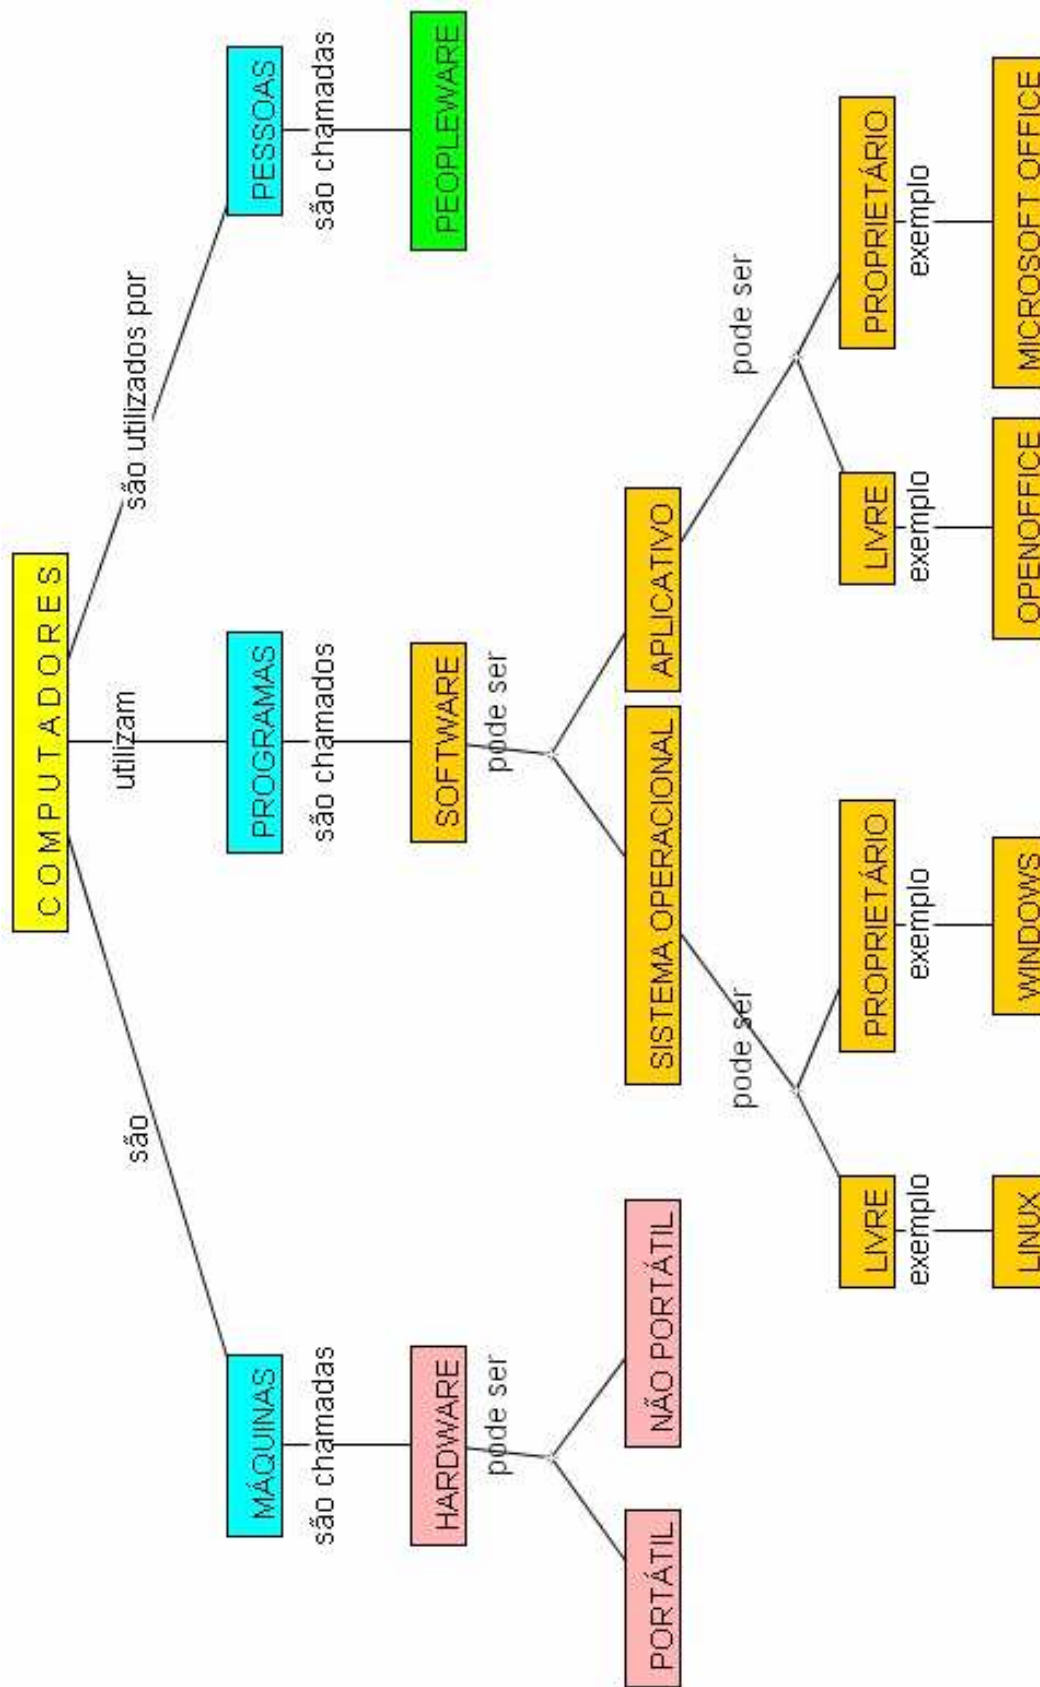 COMPUTADORES
são
utilizam
são utilizados por
MÁQUINAS
PROGRAMAS
PESSOAS
são chamadas
são chamados
são chamadas
HARDWARE
SOFTWARE
PEOPLEWARE
pode ser
pode ser
PORTÁTIL
NÃO PORTÁTIL
SISTEMA OPERACIONAL
APLICATIVO
pode ser
pode ser
LIVRE
PROPRIETÁRIO
LIVRE
PROPRIETÁRIO
exemplo
exemplo
exemplo
exemplo
LINUX
WINDOWS
OPENOFFICE
MICROSOFT OFFICE